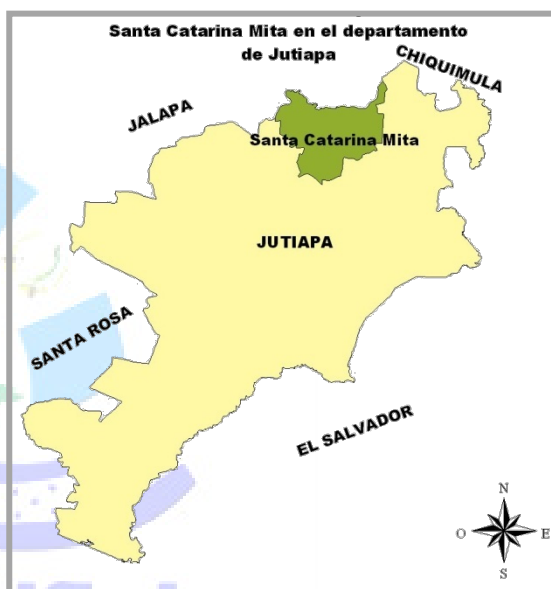 Santa Catarina Mita en el departamento
de Jutiapa
CHIQUIMULA
JALAPA
Santa Catarina Mita
JUTIAPA
SANTA ROSA
EL SALVADOR
N
O
E
S